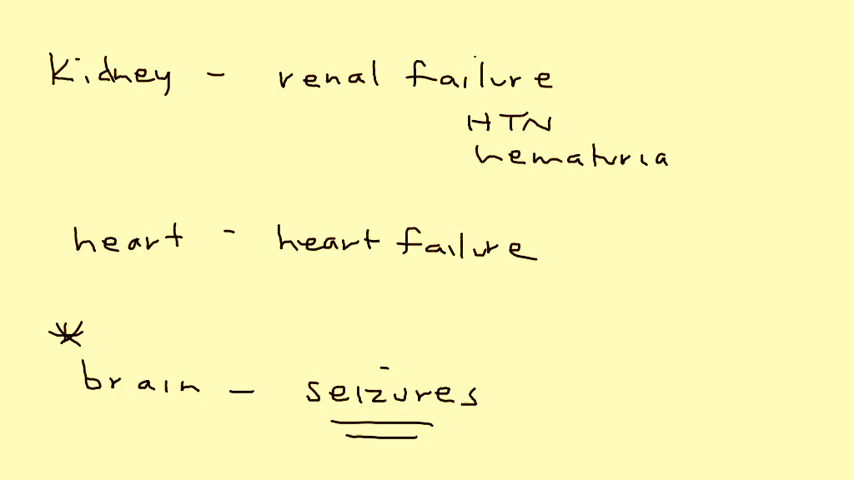 Kidney - renal failure
HTN
hematuria
heart - heart failure
* brain - seizures